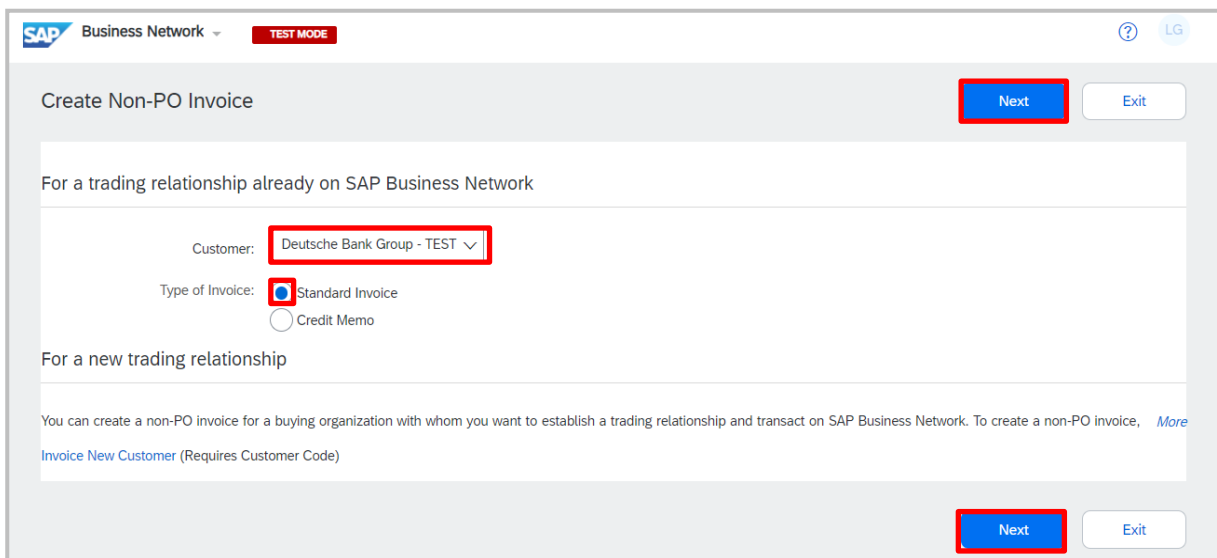 SAP Business Network TEST MODE ? LG
Create Non-PO Invoice Next Exit
For a trading relationship already on SAP Business Network
Customer: Deutsche Bank Group - TEST
Type of Invoice: Standard Invoice
Credit Memo
For a new trading relationship
You can create a non-PO invoice for a buying organization with whom you want to establish a trading relationship and transact on SAP Business Network. To create a non-PO invoice, More
Invoice New Customer (Requires Customer Code)
Next Exit